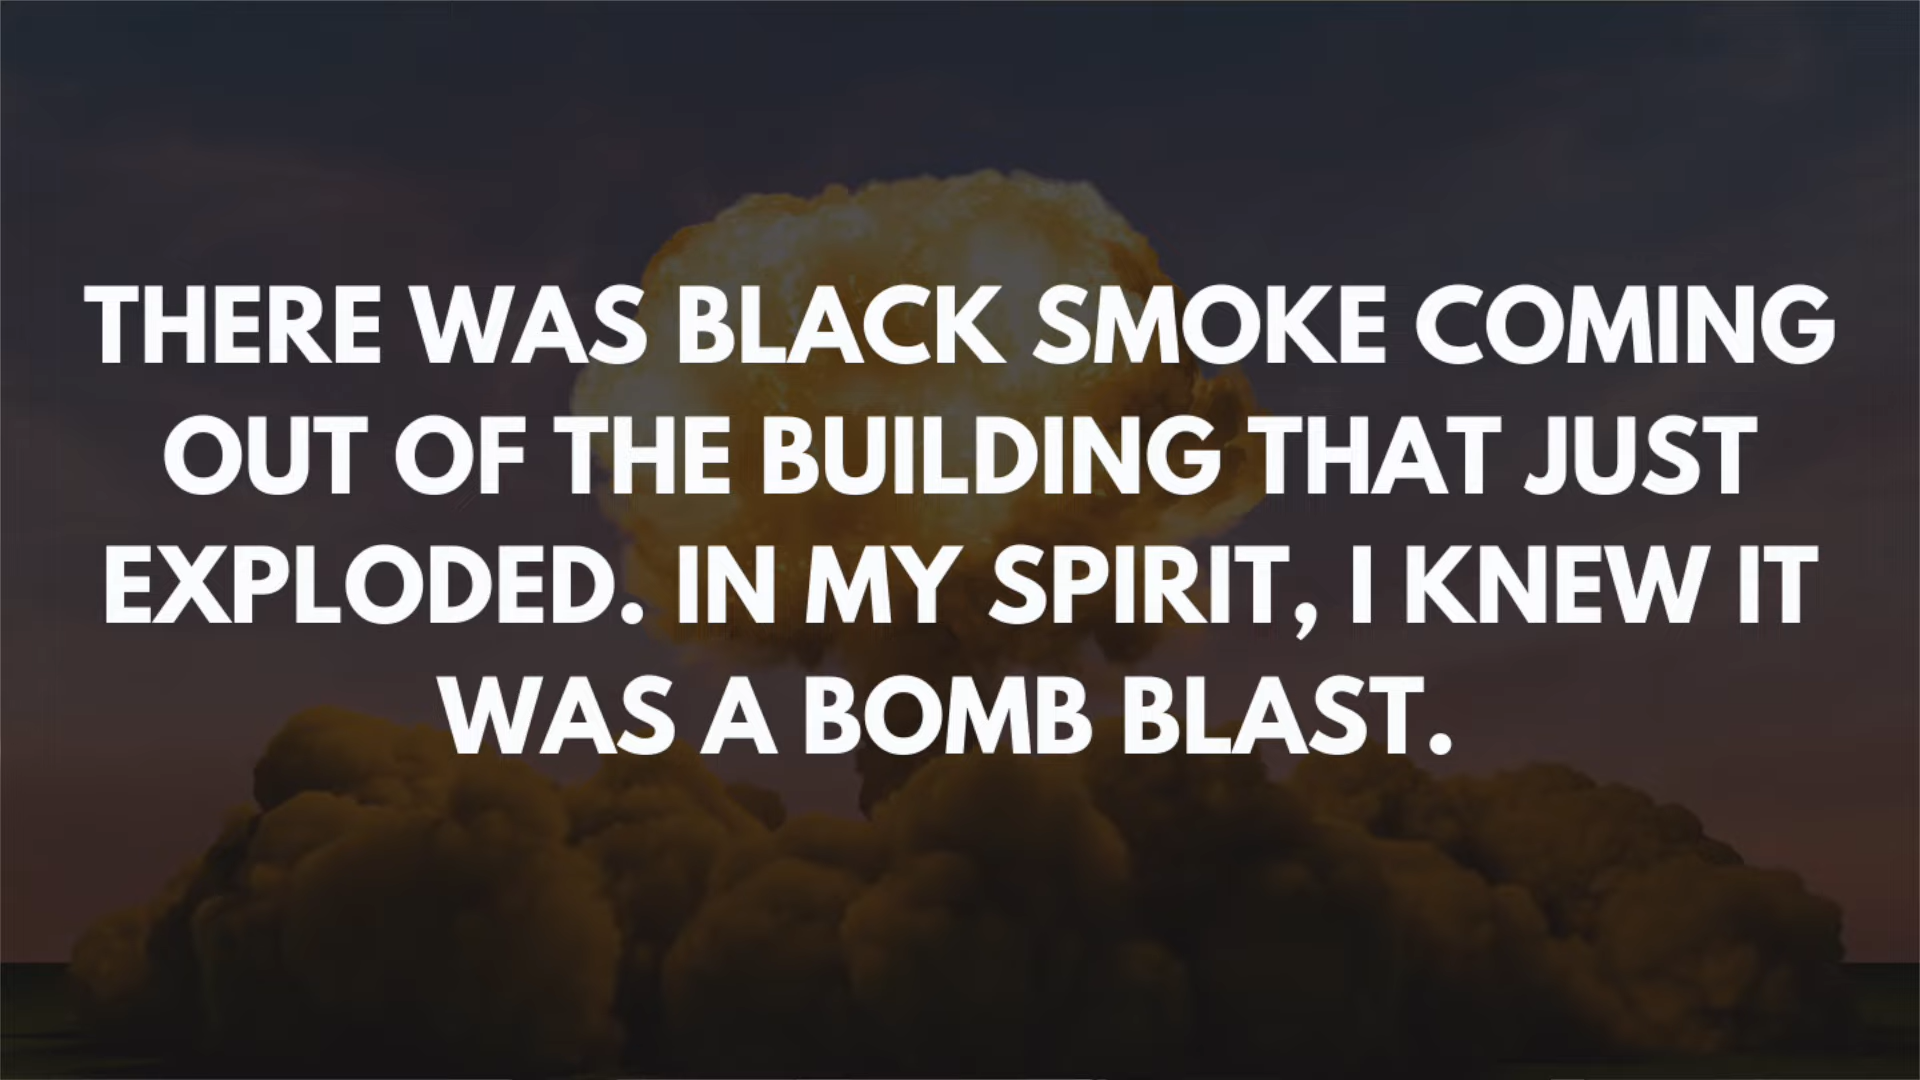 THERE WAS BLACK SMOKE COMING
OUT OF THE BUILDING THAT JUST
EXPLODED. IN MY SPIRIT, I KNEW IT
WAS A BOMB BLAST.